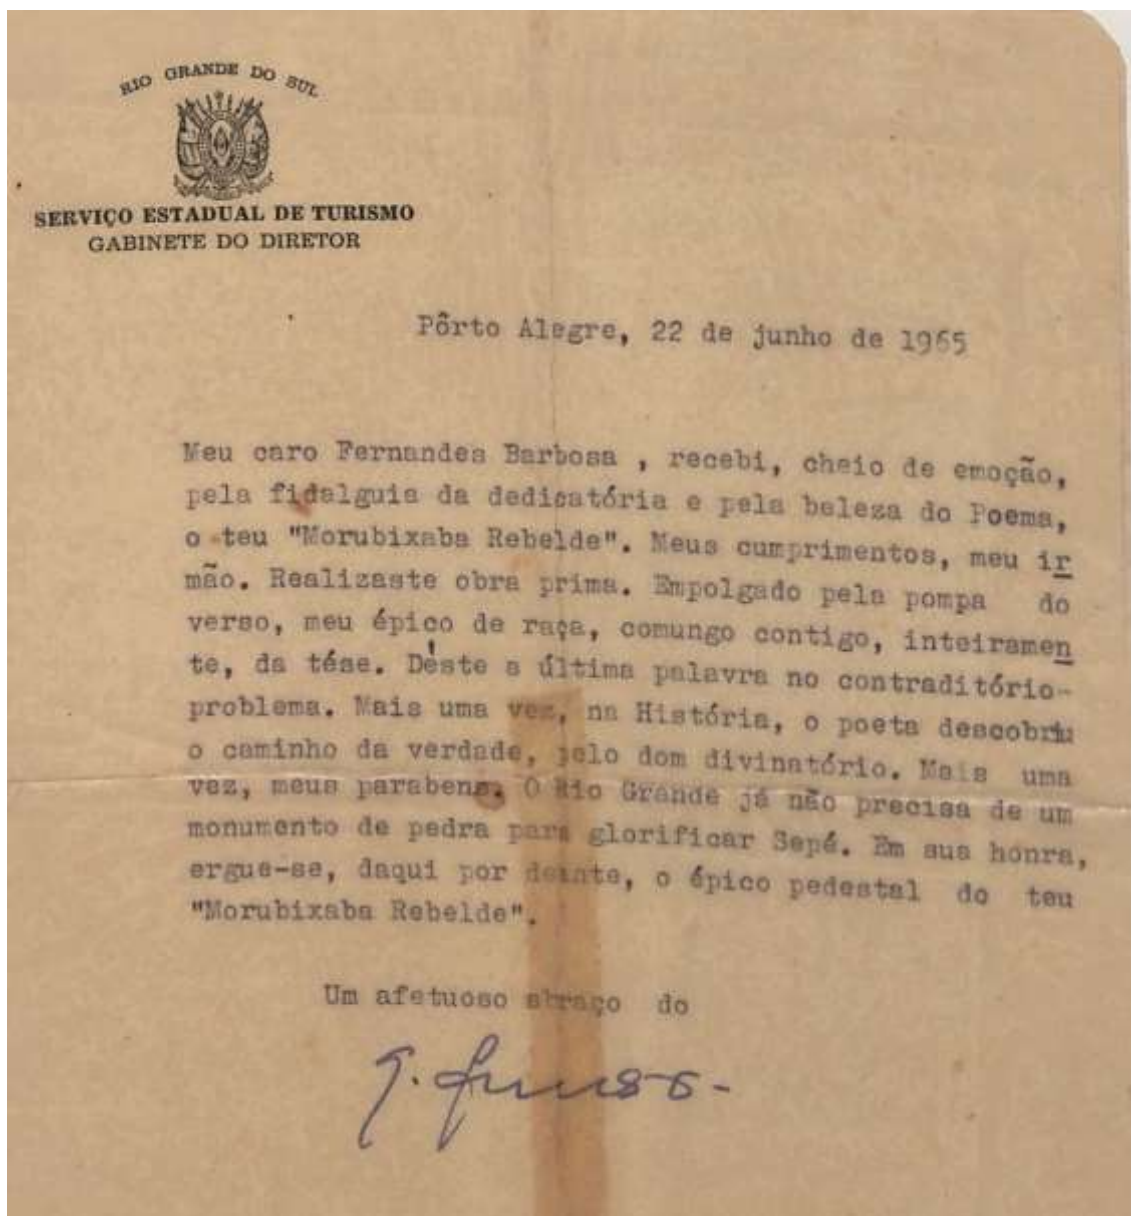 RIO GRANDE DO SUL
SERVIÇO ESTADUAL DE TURISMO
GABINETE DO DIRETOR
Pôrto Alegre, 22 de junho de 1965
Meu caro Fernandes Barbosa , recebi, cheio de emoção,
pela fidalguia da dedicatória e pela beleza do Poema,
o teu "Morubixaba Rebelde". Meus cumprimentos, meu ir
mão. Realizaste obra prima. Empolgado pela pompa do
verso, meu épico de raça, comungo contigo, inteiramen
te, da tése. Déste a última palavra no contraditório-
problema. Mais uma vez, na História, o poeta descobriu
o caminho da verdade, pelo dom divinatório. Mais uma
vez, meus parabens. O Rio Grande já não precisa de um
monumento de pedra para glorificar Sepé. Em sua honra,
ergue-se, daqui por deante, o épico pedestal do teu
"Morubixaba Rebelde".
Um afetuoso abraço do